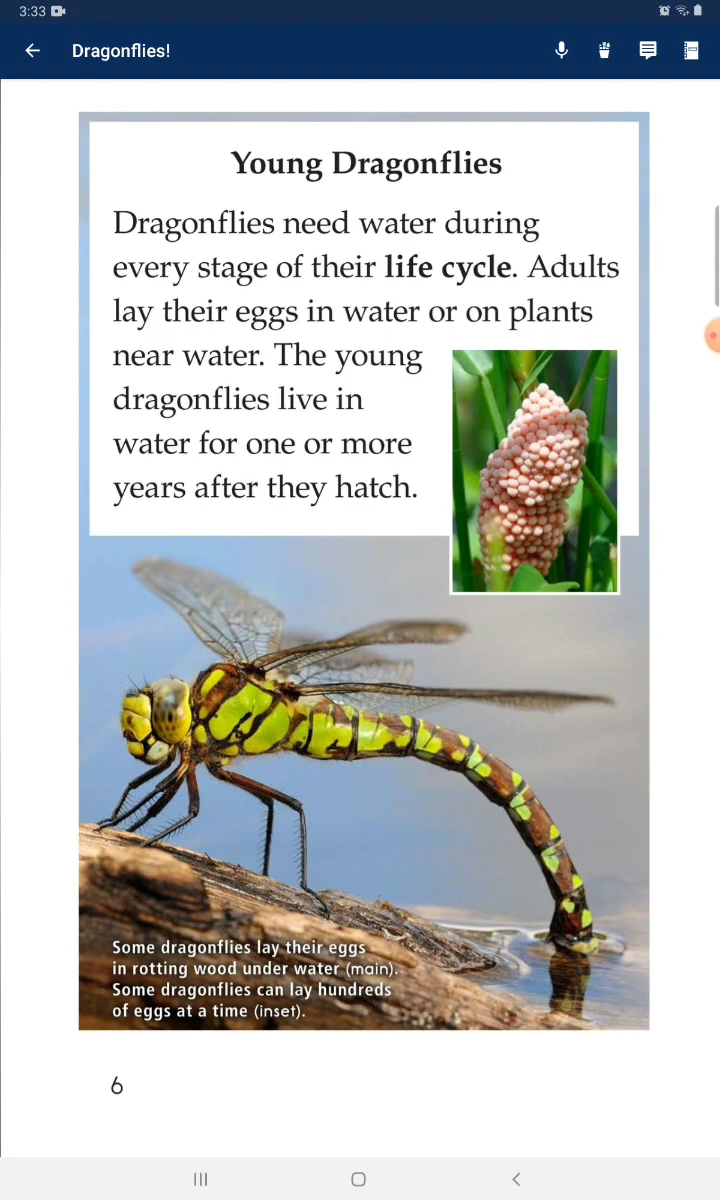 3:33
Dragonflies!
Young Dragonflies
Dragonflies need water during
every stage of their life cycle. Adults
lay their eggs in water or on plants
near water. The young
dragonflies live in
water for one or more
years after they hatch.
Some dragonflies lay their eggs
in rotting wood under water (main).
Some dragonflies can lay hundreds
of eggs at a time (inset).
6